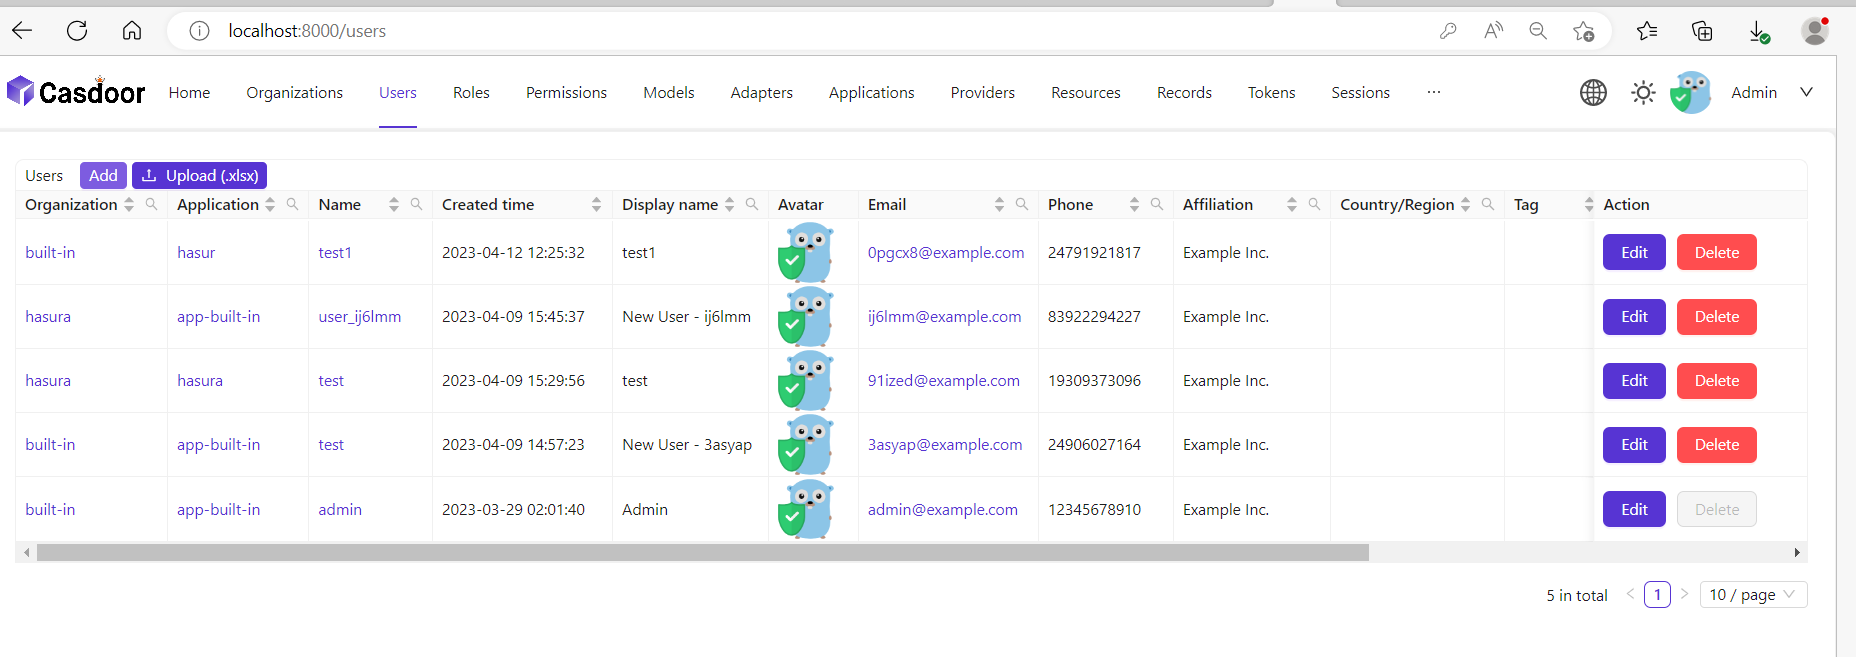 localhost:8000/users
Casdoor Home Organizations Users Roles Permissions Models Adapters Applications Providers Resources Records Tokens Sessions ··· Admin
Users Add Upload (.xlsx)
Organization Application Name Created time Display name Avatar Email Phone Affiliation Country/Region Tag Action
built-in hasur test1 2023-04-12 12:25:32 test1 0pgcx8@example.com 24791921817 Example Inc. Edit Delete
hasura app-built-in user_ij6lmm 2023-04-09 15:45:37 New User - ij6lmm ij6lmm@example.com 83922294227 Example Inc. Edit Delete
hasura hasura test 2023-04-09 15:29:56 test 91ized@example.com 19309373096 Example Inc. Edit Delete
built-in app-built-in test 2023-04-09 14:57:23 New User - 3asyap 3asyap@example.com 24906027164 Example Inc. Edit Delete
built-in app-built-in admin 2023-03-29 02:01:40 Admin admin@example.com 12345678910 Example Inc. Edit Delete
5 in total < 1 > 10 / page